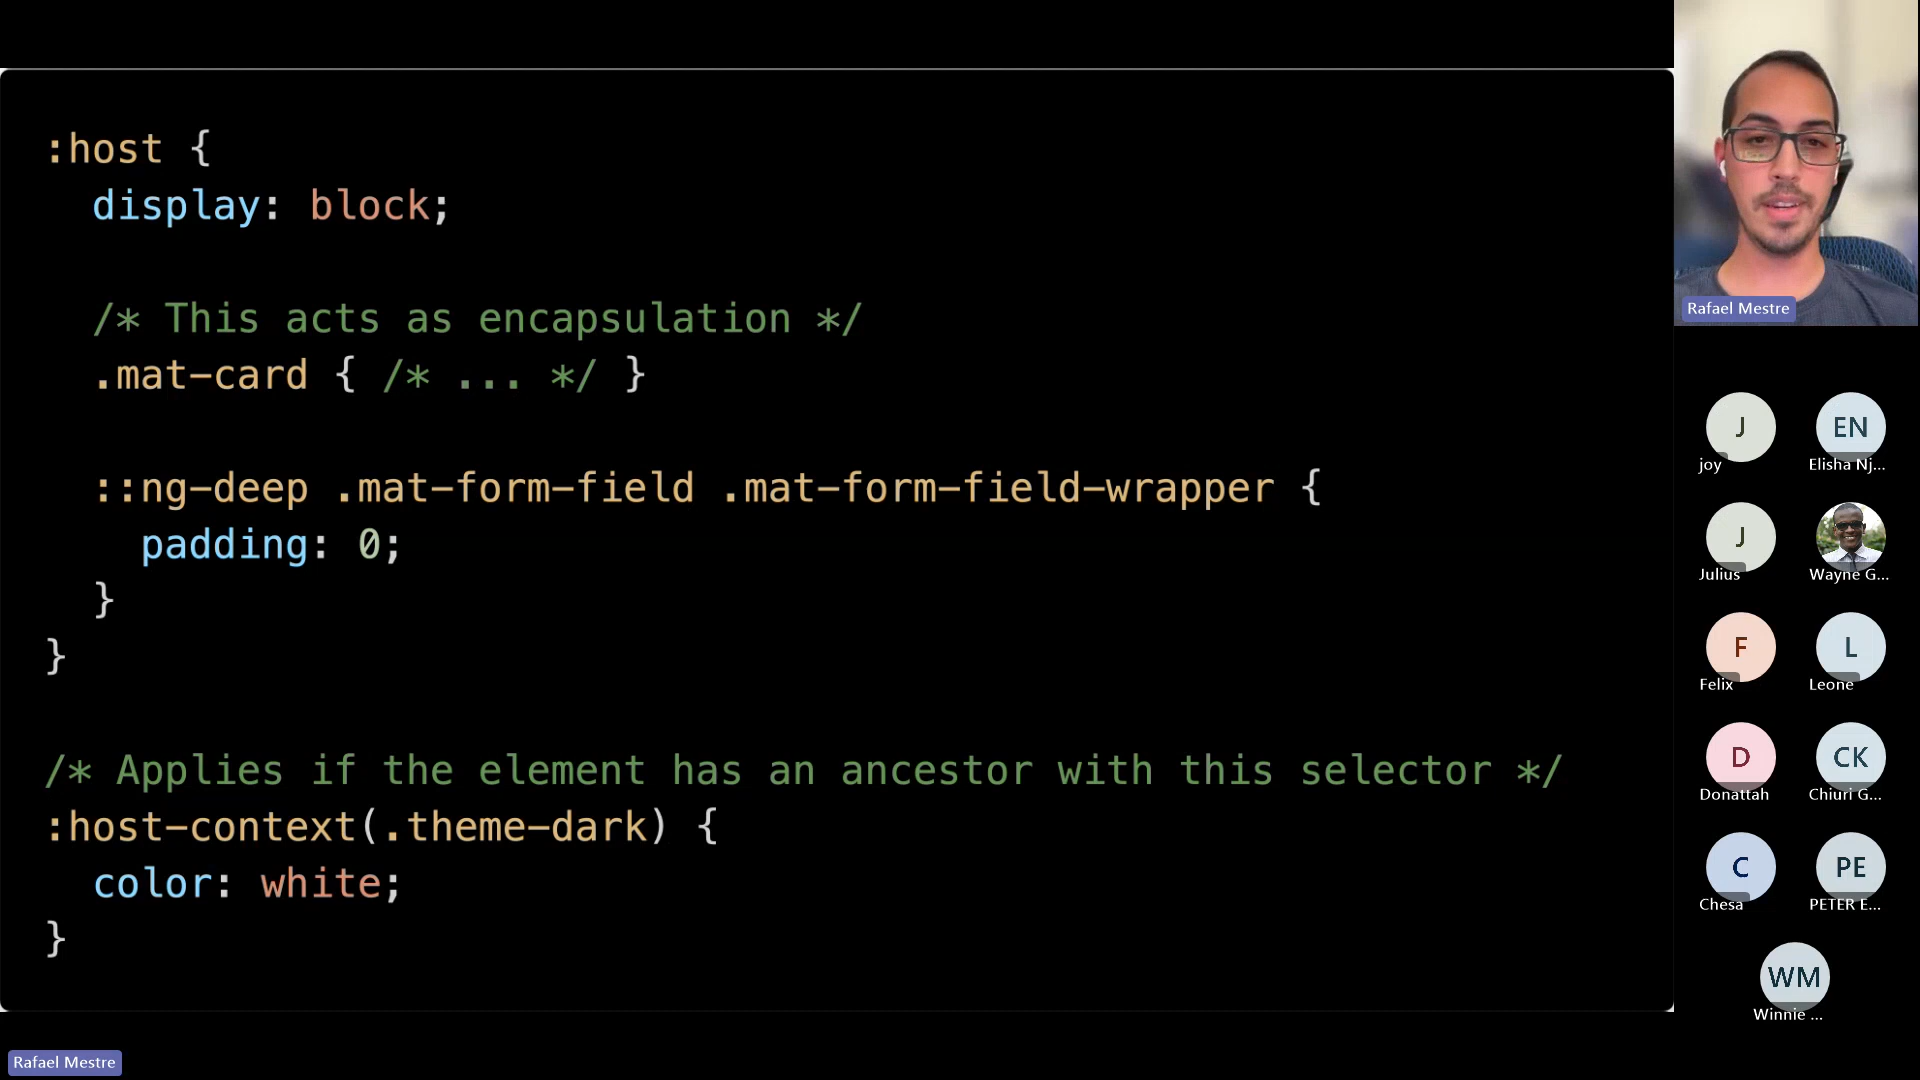 :host {
display: block;
/* This acts as encapsulation */
.mat-card { /* ... */ }
::ng-deep .mat-form-field .mat-form-field-wrapper {
padding: 0;
}
}
/* Applies if the element has an ancestor with this selector */
:host-context(.theme-dark) {
color: white;
}
Rafael Mestre
Rafael Mestre
J
joy
EN
Elisha Nj...
J
Julius
Wayne G...
F
Felix
L
Leone
D
Donattah
CK
Chiuri G...
C
Chesa
PE
PETER E...
WM
Winnie ...